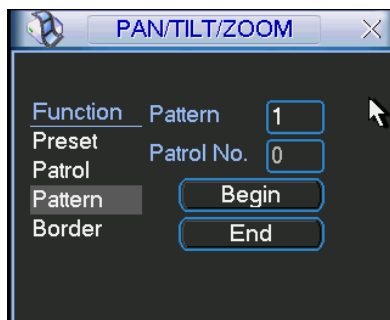 PAN/TILT/ZOOM
Function
Pattern 1
Preset
Patrol No. 0
Patrol
Pattern
Begin
Border
End